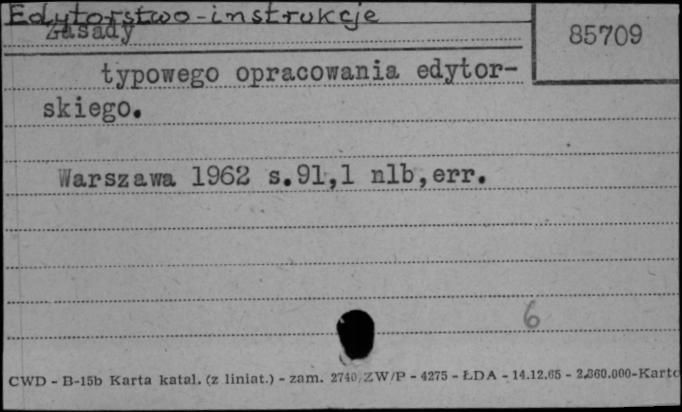 Edytorstwo-instrukcje
Zasady
85709
typowego opracowania edytor-
skiego.
Warszawa 1962 s.91,1 nlb,err.
6
CWD - B-15b Karta katal. (z liniat.) - zam. 2740/ZW/P - 4275 - ŁDA - 14.12.65 - 2.860.000-Karto